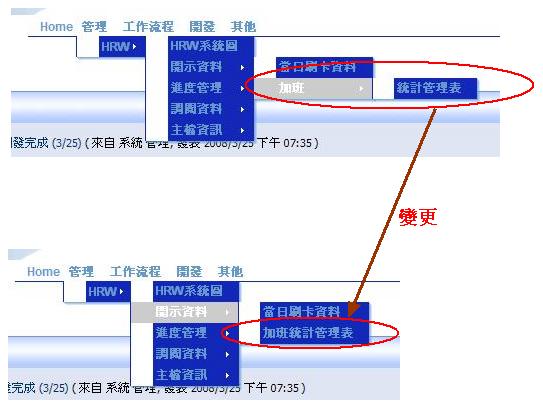 Home 管理 工作流程 開發 其他
HRW HRW系統圖
開示資料 當日刷卡資料
進度管理 加班 統計管理表
調閱資料
主檔資訊
發完成 (3/25) ( 來自 系統 管理, 發表 2008/3/25 下午 07:35 )
變更
Home 管理 工作流程 開發 其他
HRW HRW系統圖
開示資料 當日刷卡資料
進度管理 加班統計管理表
調閱資料
主檔資訊
完成 (3/25) ( 來自 系統 管理, 發表 2008/3/25 下午 07:35 )